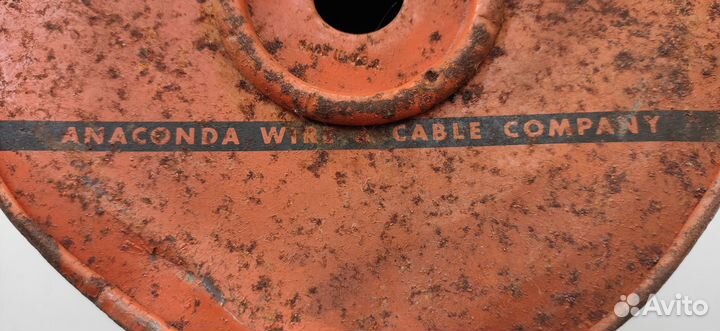 ANACONDA WIRE & CABLE COMPANY
Avito